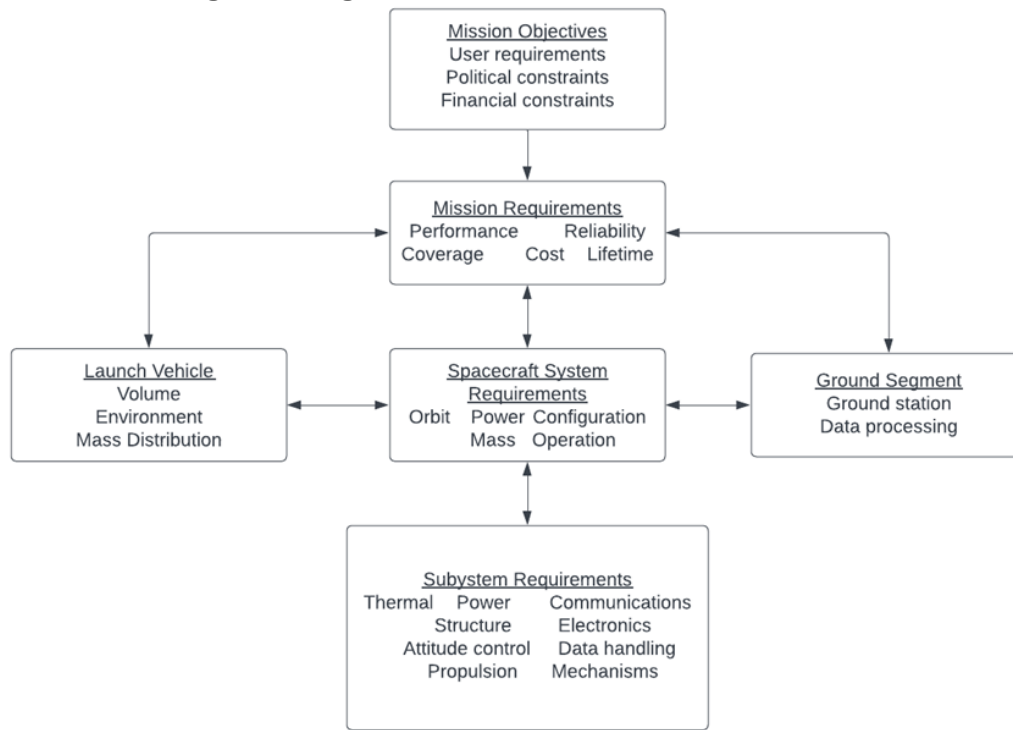 Mission Objectives
User requirements
Political constraints
Financial constraints
Mission Requirements
Performance Reliability
Coverage Cost Lifetime
Launch Vehicle
Volume
Environment
Mass Distribution
Spacecraft System
Requirements
Orbit Power Configuration
Mass Operation
Ground Segment
Ground station
Data processing
Subystem Requirements
Thermal Power Communications
Structure Electronics
Attitude control Data handling
Propulsion Mechanisms